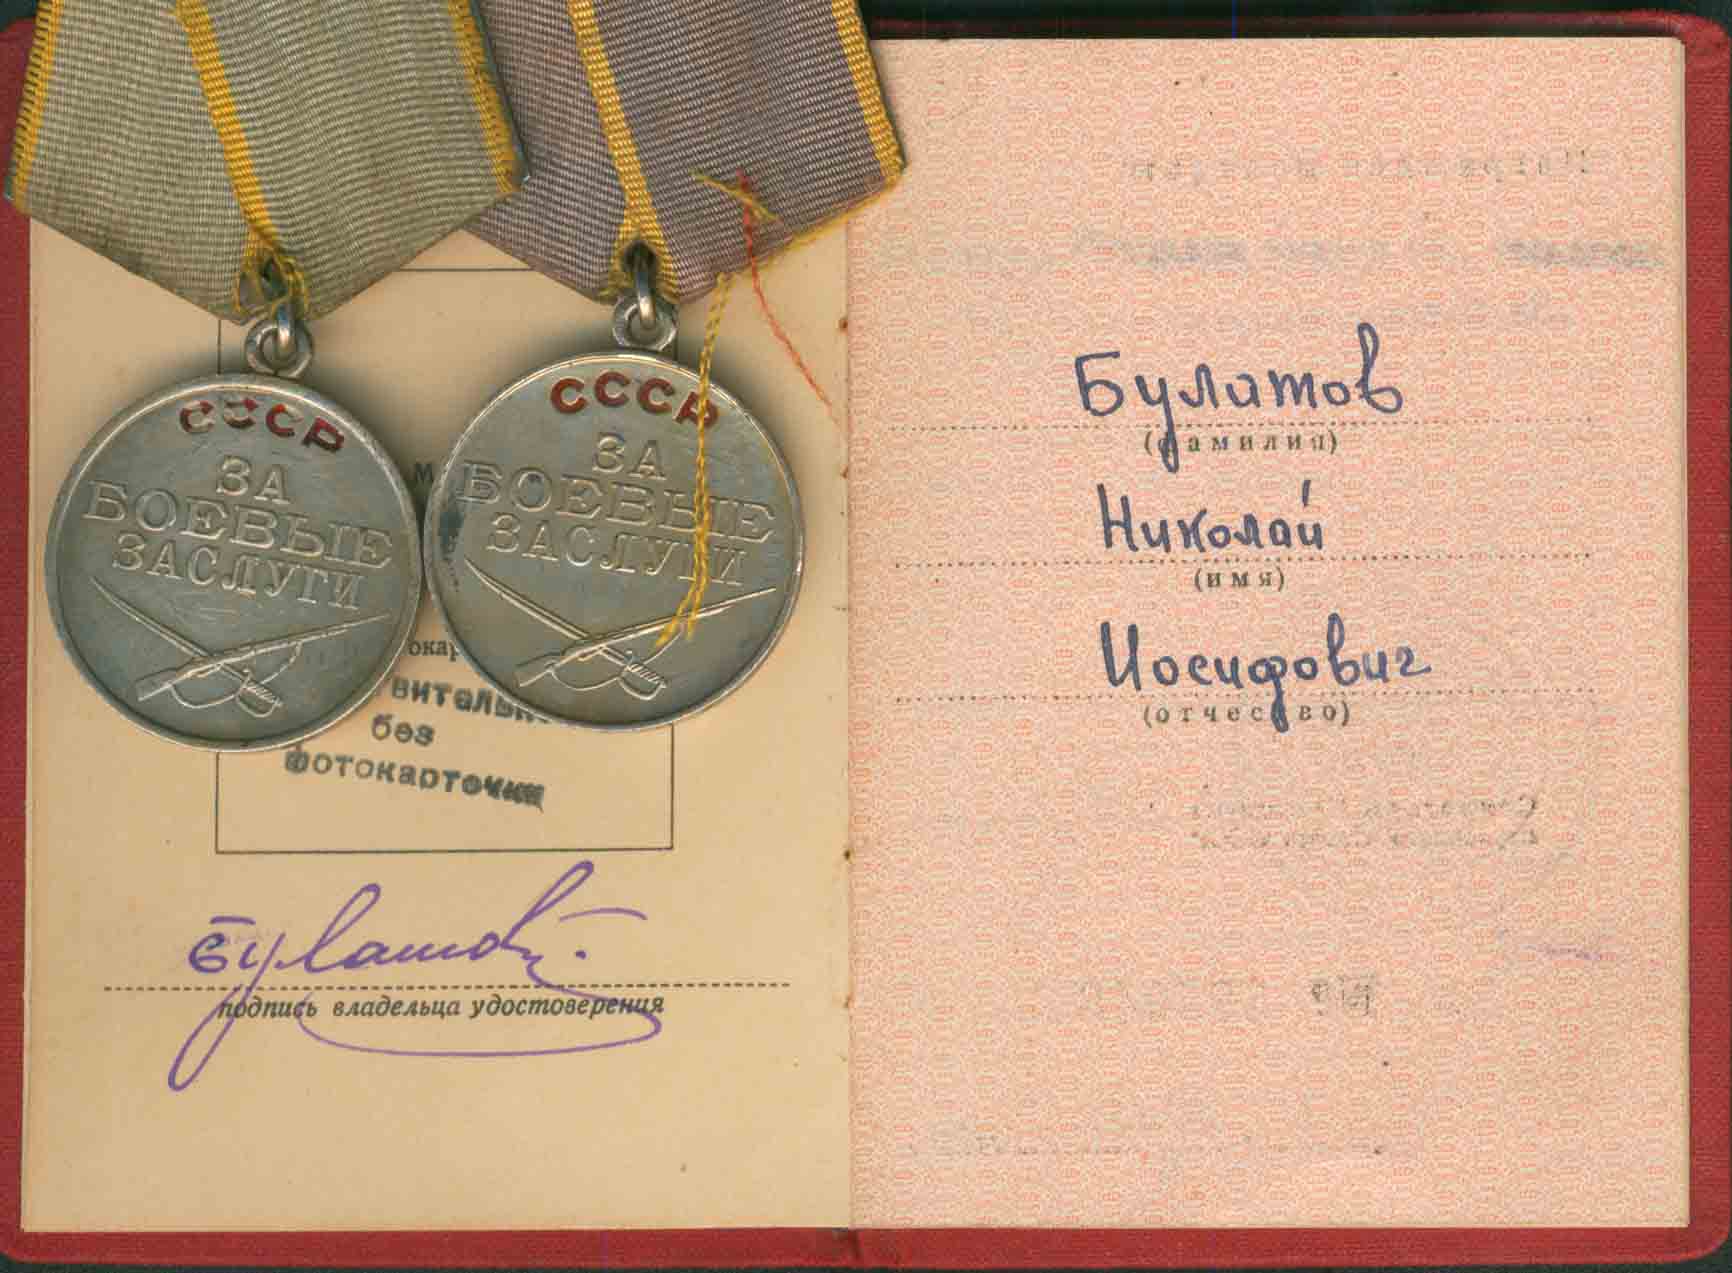 СССР
ЗА
БОЕВЫЕ
ЗАСЛУГИ
СССР
ЗА
БОЕВЫЕ
ЗАСЛУГИ
без
фотокарточки
Булатов
подпись владельца удостоверения
Булатов
(фамилия)
Николай
(имя)
Иосифович
(отчество)